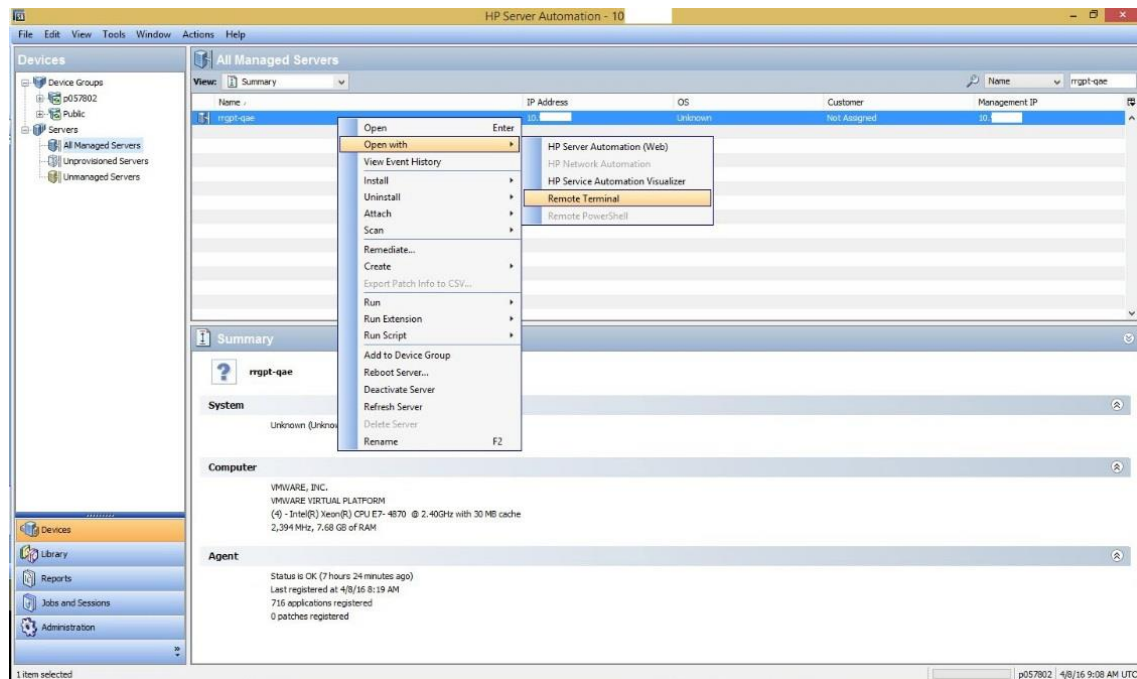 HP Server Automation - 10
File Edit View Tools Window Actions Help
Devices
Device Groups
p057802
Public
Servers
All Managed Servers
Unprovisioned Servers
Unmanaged Servers
All Managed Servers
View: Summary
Name
rrgpt-qae
Name IP Address OS Customer Management IP
rrgpt-qae 10. Unknown Not Assigned 10.
Open Enter
Open with
View Event History
Install
Uninstall
Attach
Scan
Remediate...
Create
Export Patch Info to CSV...
Run
Run Extension
Run Script
Add to Device Group
Reboot Server...
Deactivate Server
Refresh Server
Delete Server
Rename F2
HP Server Automation (Web)
HP Network Automation
HP Service Automation Visualizer
Remote Terminal
Remote PowerShell
Summary
rrgpt-qae
System
Unknown
Computer
VMWARE, INC.
VMWARE VIRTUAL PLATFORM
(4) - Intel(R) Xeon(R) CPU E7- 4870 @ 2.40GHz with 30 MB cache
2,394 MHz, 7.68 GB of RAM
Agent
Status is OK (7 hours 24 minutes ago)
Last registered at 4/8/16 8:19 AM
716 applications registered
0 patches registered
Devices
Library
Reports
Jobs and Sessions
Administration
1 item selected
p057802 4/8/16 9:08 AM UTC